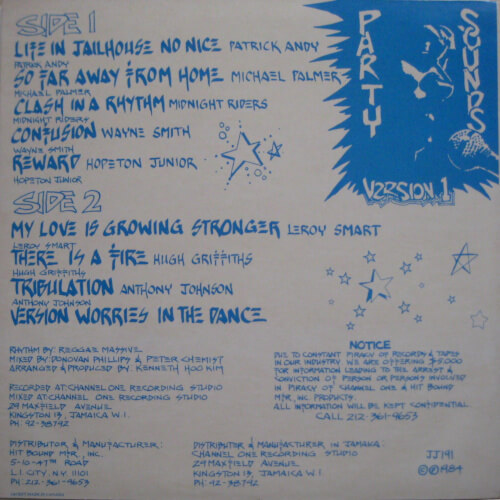 SIDE 1
LIFE IN JAILHOUSE NO NICE PATRICK ANDY
PATRICK ANDY
SO FAR AWAY FROM HOME MICHAEL PALMER
MICHAEL PALMER
CLASH IN A RHYTHM MIDNIGHT RIDERS
MIDNIGHT RIDERS
CONFUSION WAYNE SMITH
WAYNE SMITH
REWARD HOPETON JUNIOR
HOPETON JUNIOR
PARTY
SOUNDS
VERSION 1
SIDE 2
MY LOVE IS GROWING STRONGER LEROY SMART
LEROY SMART
THERE IS A FIRE HUGH GRIFFITHS
HUGH GRIFFITHS
TRIBULATION ANTHONY JOHNSON
ANTHONY JOHNSON
VERSION WORRIES IN THE DANCE
RHYTHM BY: REGGAE MASSIVE
MIXED BY: DONOVAN PHILLIPS & PETER CHEMIST
ARRANGED & PRODUCED BY: KENNETH HOO KIM
RECORDED AT: CHANNEL ONE RECORDING STUDIO
MIXED AT: CHANNEL ONE RECORDING STUDIO
29 MAXFIELD AVENUE
KINGSTON 13, JAMAICA W.I.
PH. 92-38742
NOTICE
DUE TO CONSTANT PIRACY OF RECORDS & TAPES
IN OUR INDUSTRY WE ARE OFFERING $5000
FOR INFORMATION LEADING TO THE ARREST &
CONVICTION OF PERSON OR PERSONS INVOLVED
IN PIRACY OF CHANNEL ONE & HIT BOUND
MFR, INC PRODUCTS.
ALL INFORMATION WILL BE KEPT CONFIDENTIAL.
CALL 212-361-9653
DISTRIBUTOR & MANUFACTURER:
HIT BOUND MFR., INC.
5-10-47TH ROAD
L.I. CITY, N.Y. 11101
PH: 212-361-9653
DISTRIBUTOR & MANUFACTURER IN JAMAICA:
CHANNEL ONE RECORDING STUDIO
29 MAXFIELD AVENUE
KINGSTON 13, JAMAICA W.I.
PH: 92-38742
JJ191
©℗1984